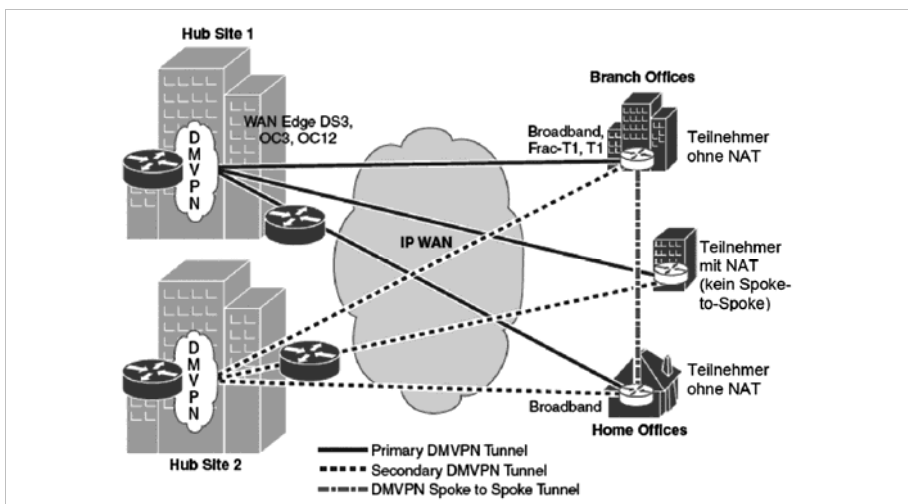 Hub Site 1
WAN Edge DS3,
OC3, OC12
DMVPN
Branch Offices
Broadband,
Frac-T1, T1
Teilnehmer
ohne NAT
IP WAN
Teilnehmer
mit NAT
(kein Spoke-
to-Spoke)
DMVPN
Teilnehmer
ohne NAT
Broadband
Home Offices
Hub Site 2
Primary DMVPN Tunnel
Secondary DMVPN Tunnel
DMVPN Spoke to Spoke Tunnel